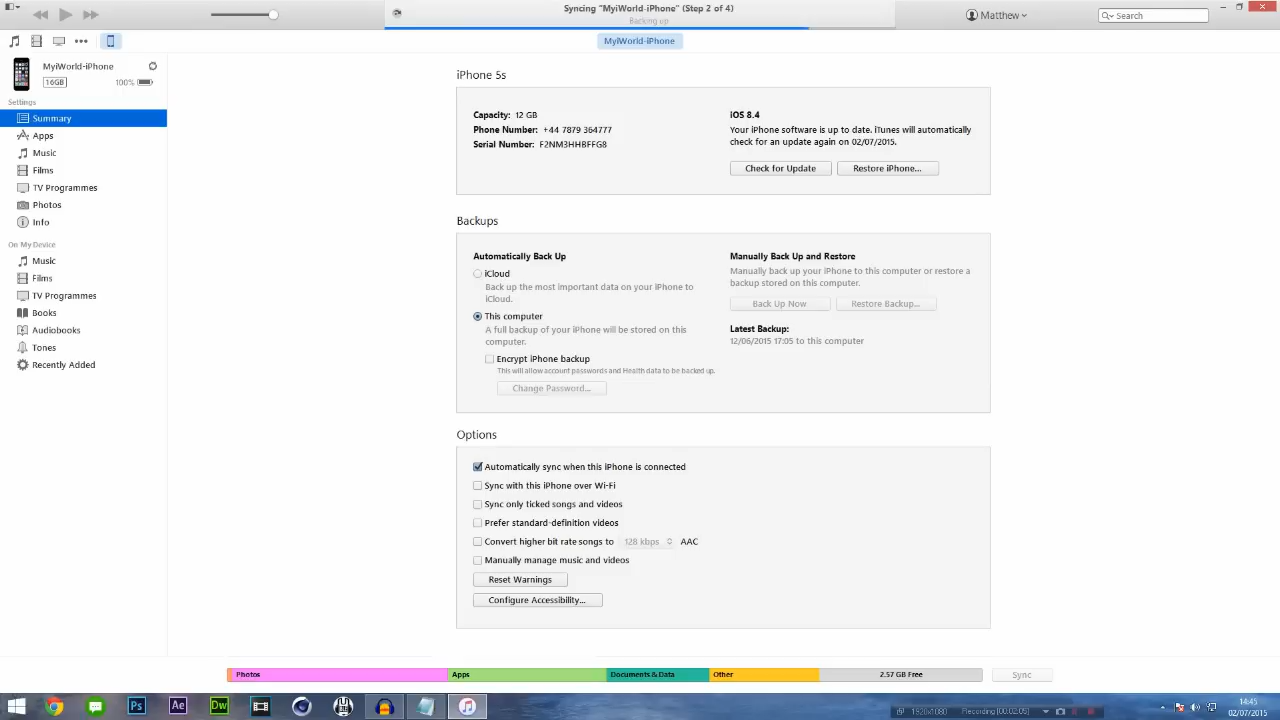 Syncing "MyiWorld-iPhone" (Step 2 of 4)
Backing up
Matthew
Search
MyiWorld-iPhone
MyiWorld-iPhone
16GB
100%
Settings
Summary
Apps
Music
Films
TV Programmes
Photos
Info
On My Device
Music
Films
TV Programmes
Books
Audiobooks
Tones
Recently Added
iPhone 5s
Capacity: 12 GB
Phone Number: +44 7879 364777
Serial Number: F2NM3HHBFFG8
iOS 8.4
Your iPhone software is up to date. iTunes will automatically
check for an update again on 02/07/2015.
Check for Update
Restore iPhone...
Backups
Automatically Back Up
iCloud
Back up the most important data on your iPhone to
iCloud.
This computer
A full backup of your iPhone will be stored on this
computer.
Encrypt iPhone backup
This will allow account passwords and Health data to be backed up.
Change Password...
Manually Back Up and Restore
Manually back up your iPhone to this computer or restore a
backup stored on this computer.
Back Up Now
Restore Backup...
Latest Backup:
12/06/2015 17:05 to this computer
Options
Automatically sync when this iPhone is connected
Sync with this iPhone over Wi-Fi
Sync only ticked songs and videos
Prefer standard-definition videos
Convert higher bit rate songs to 128 kbps AAC
Manually manage music and videos
Reset Warnings
Configure Accessibility...
Photos
Apps
Documents & Data
Other
2.57 GB Free
Sync
Ps
Ae
Dw
1920x1080
Recording [00:02:05]
14:45
02/07/2015